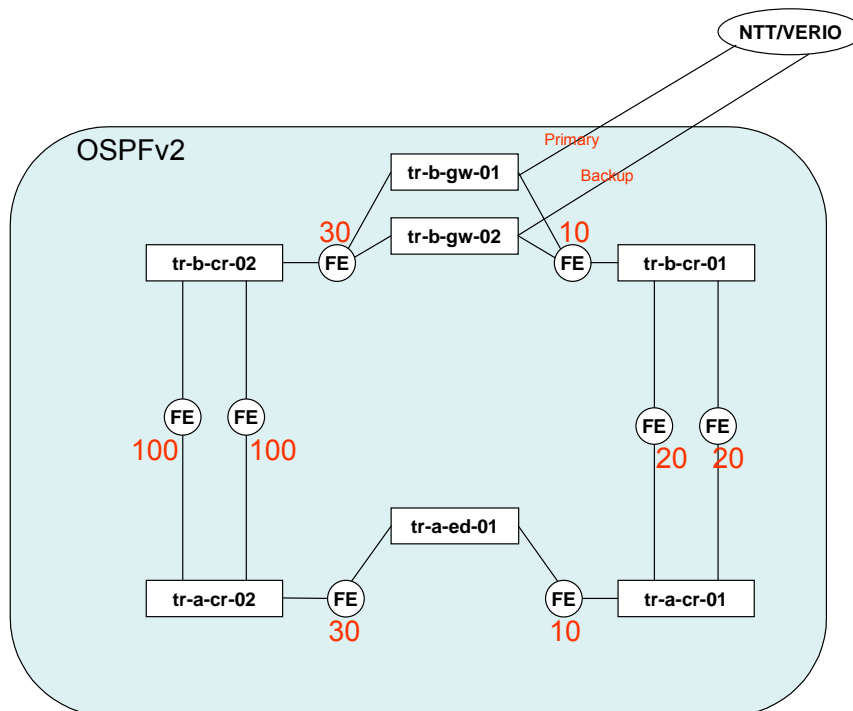 NTT/VERIO
OSPFv2
Primary
tr-b-gw-01
Backup
30
tr-b-gw-02
10
tr-b-cr-02
FE
FE
tr-b-cr-01
FE
FE
FE
FE
100
100
20
20
tr-a-ed-01
tr-a-cr-02
FE
FE
tr-a-cr-01
30
10